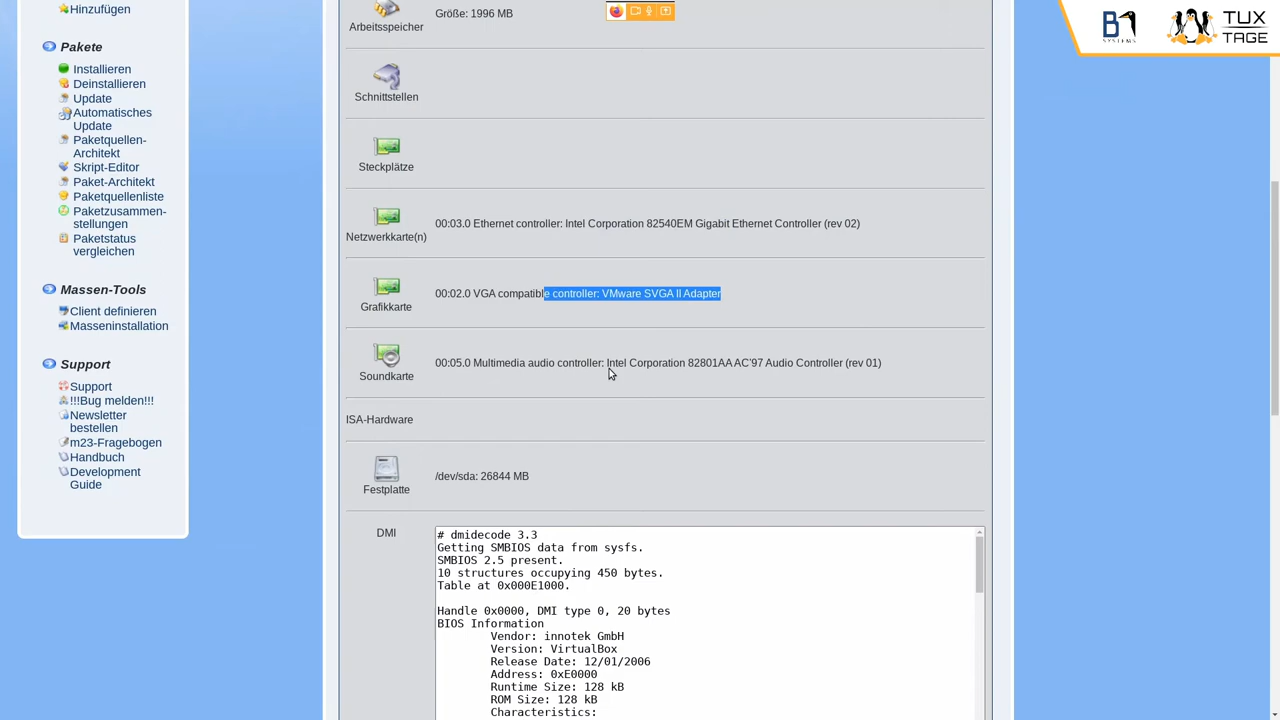 Hinzufügen
Pakete
Installieren
Deinstallieren
Update
Automatisches
Update
Paketquellen-
Architekt
Skript-Editor
Paket-Architekt
Paketquellenliste
Paketzusammen-
stellungen
Paketstatus
vergleichen
Massen-Tools
Client definieren
Masseninstallation
Support
Support
!!!Bug melden!!!
Newsletter
bestellen
m23-Fragebogen
Handbuch
Development
Guide
Arbeitsspeicher
Größe: 1996 MB
Schnittstellen
Steckplätze
Netzwerkkarte(n)
00:03.0 Ethernet controller: Intel Corporation 82540EM Gigabit Ethernet Controller (rev 02)
Grafikkarte
00:02.0 VGA compatible controller: VMware SVGA II Adapter
Soundkarte
00:05.0 Multimedia audio controller: Intel Corporation 82801AA AC'97 Audio Controller (rev 01)
ISA-Hardware
Festplatte
/dev/sda: 26844 MB
DMI
# dmidecode 3.3
Getting SMBIOS data from sysfs.
SMBIOS 2.5 present.
10 structures occupying 450 bytes.
Table at 0x000E1000.
Handle 0x0000, DMI type 0, 20 bytes
BIOS Information
Vendor: innotek GmbH
Version: VirtualBox
Release Date: 12/01/2006
Address: 0xE0000
Runtime Size: 128 kB
ROM Size: 128 kB
Characteristics:
B1
SYSTEMS
TUX
TAGE